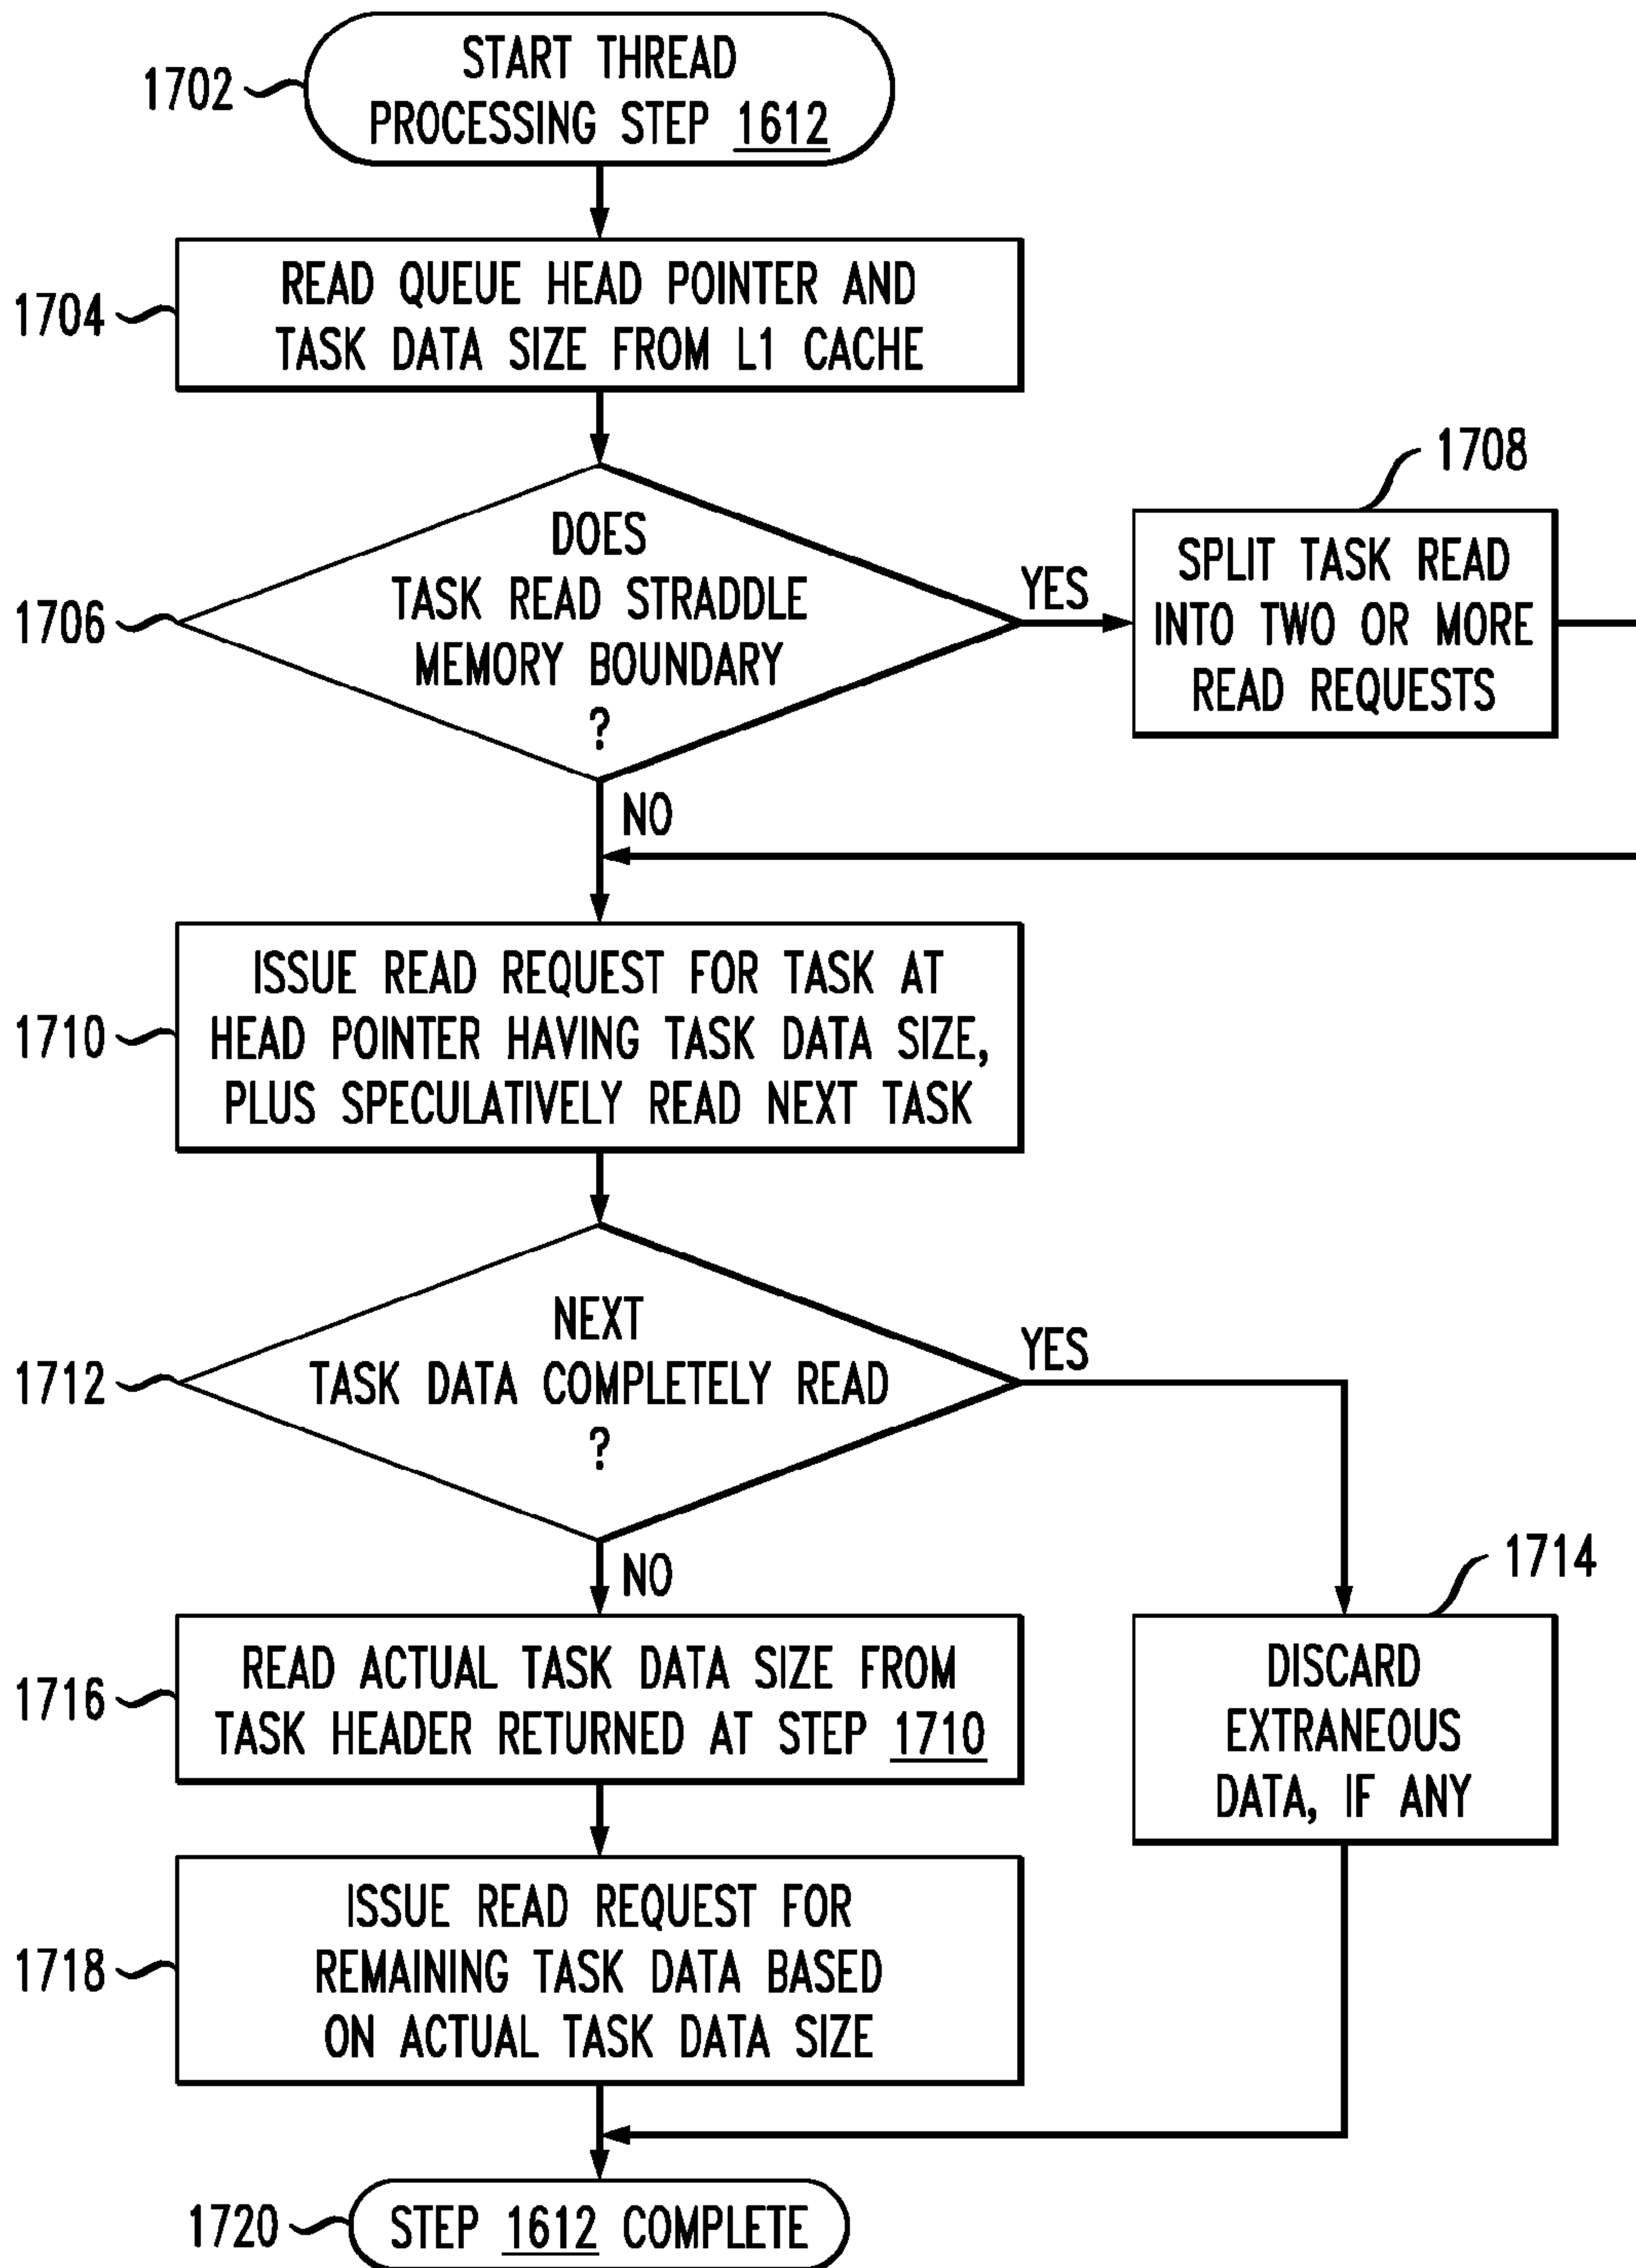 1702
START THREAD
PROCESSING STEP 1612
1704
READ QUEUE HEAD POINTER AND
TASK DATA SIZE FROM L1 CACHE
1706
DOES
TASK READ STRADDLE
MEMORY BOUNDARY
?
YES
1708
SPLIT TASK READ
INTO TWO OR MORE
READ REQUESTS
NO
1710
ISSUE READ REQUEST FOR TASK AT
HEAD POINTER HAVING TASK DATA SIZE,
PLUS SPECULATIVELY READ NEXT TASK
1712
NEXT
TASK DATA COMPLETELY READ
?
YES
NO
1714
DISCARD
EXTRANEOUS
DATA, IF ANY
1716
READ ACTUAL TASK DATA SIZE FROM
TASK HEADER RETURNED AT STEP 1710
1718
ISSUE READ REQUEST FOR
REMAINING TASK DATA BASED
ON ACTUAL TASK DATA SIZE
1720
STEP 1612 COMPLETE